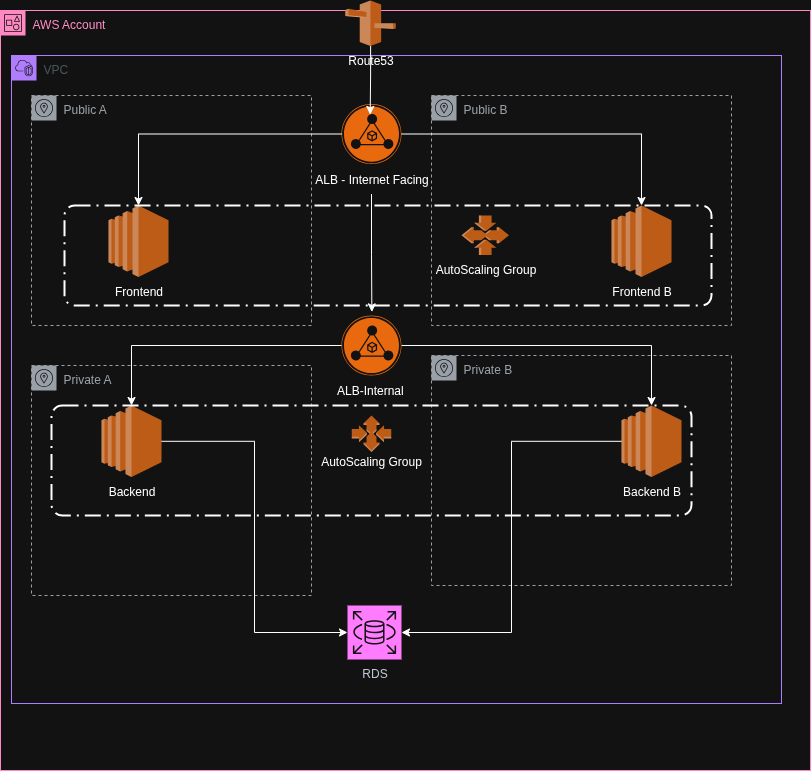 AWS Account
Route53
VPC
Public A
Public B
ALB - Internet Facing
AutoScaling Group
Frontend
Frontend B
Private A
Private B
ALB-Internal
AutoScaling Group
Backend
Backend B
RDS